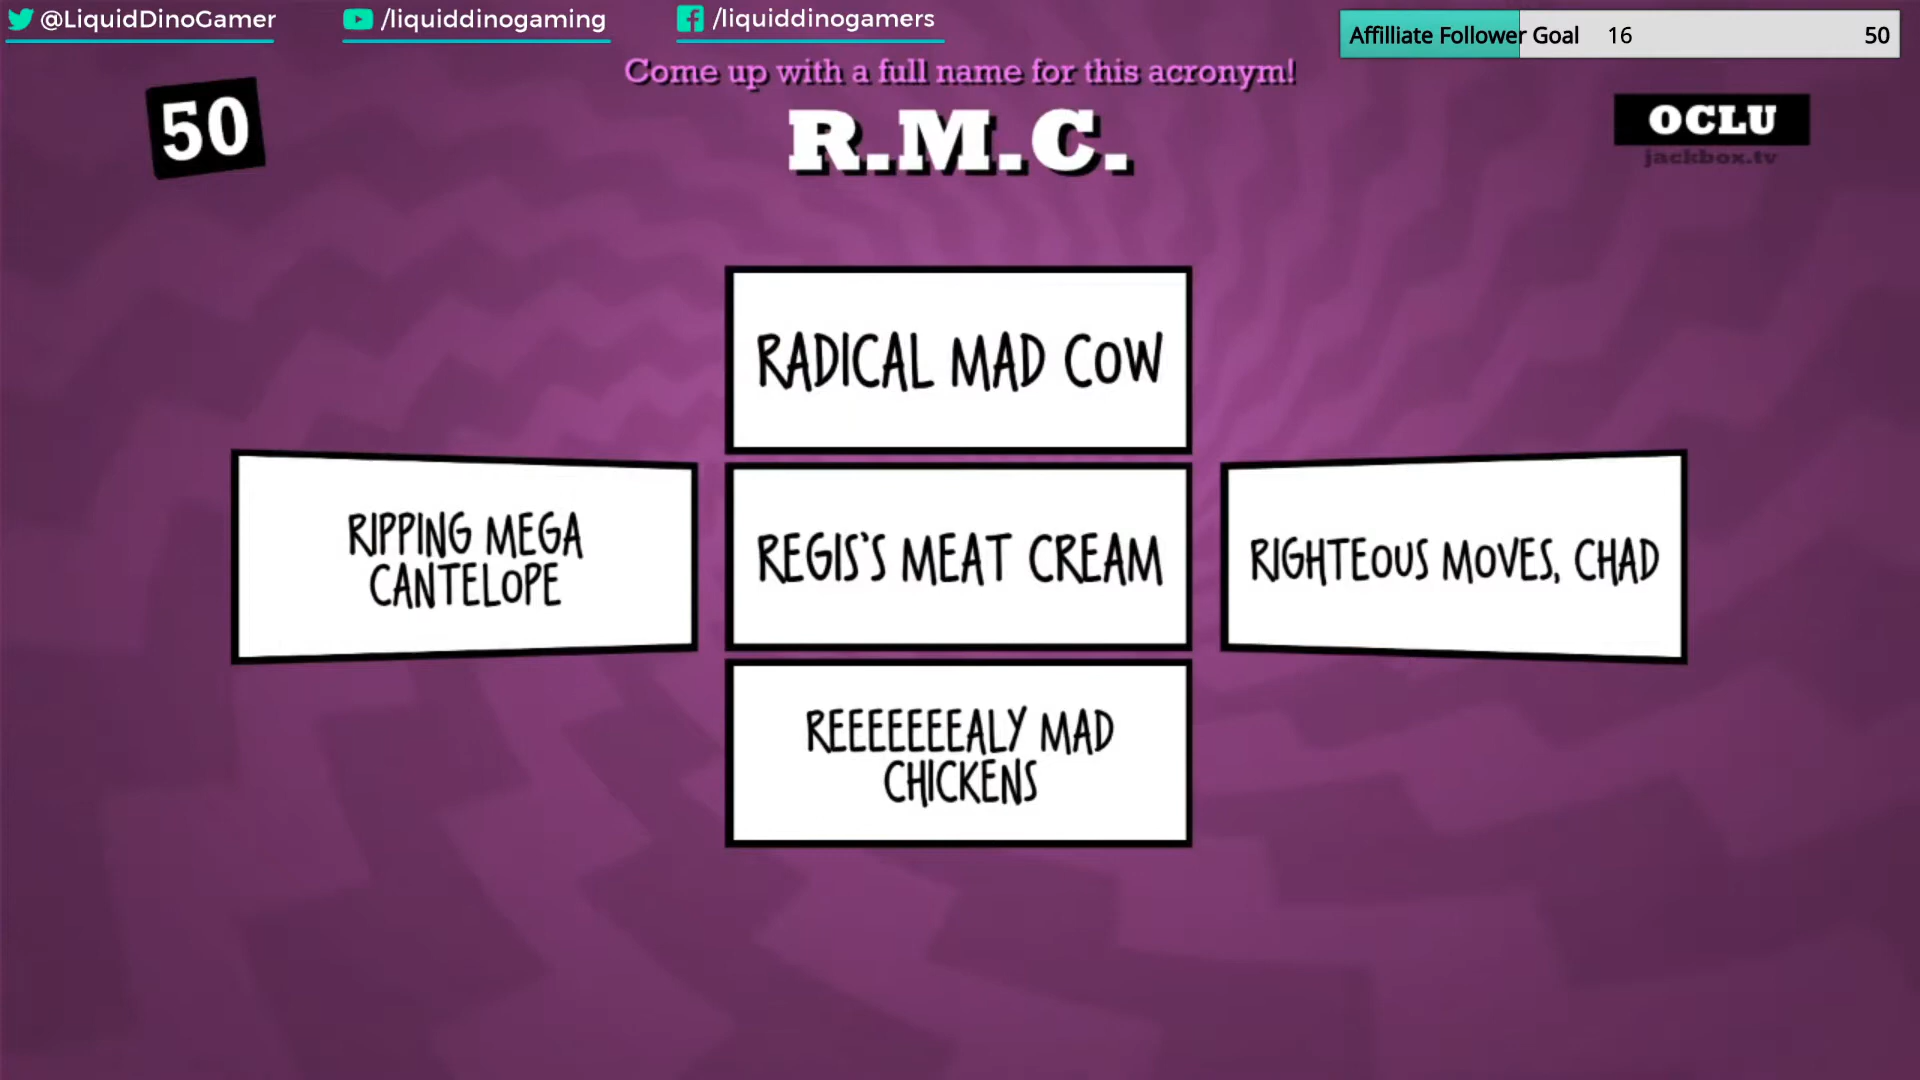 @LiquidDinoGamer
/liquiddinogaming
/liquiddinogamers
Affilliate Follower Goal 16 50
Come up with a full name for this acronym!
50
R.M.C.
OCLU
jackbox.tv
RADICAL MAD COW
RIPPING MEGA
CANTELOPE
REGIS'S MEAT CREAM
RIGHTEOUS MOVES, CHAD
REEEEEEEALY MAD
CHICKENS